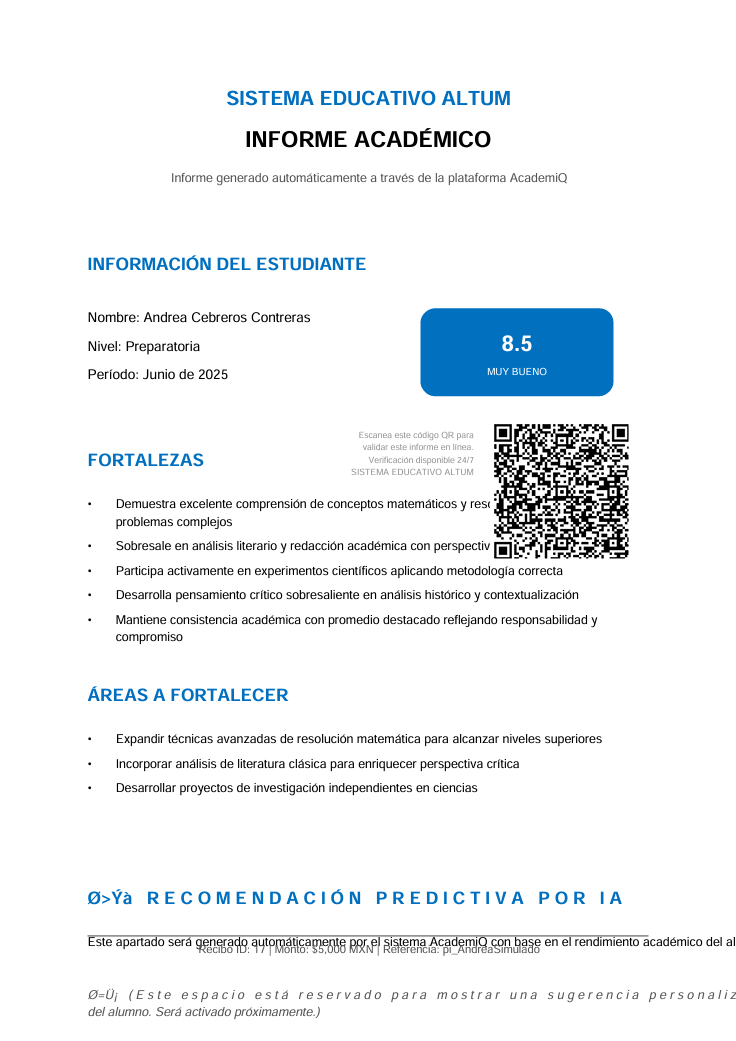 SISTEMA EDUCATIVO ALTUM
INFORME ACADÉMICO
Informe generado automáticamente a través de la plataforma AcademiQ
INFORMACIÓN DEL ESTUDIANTE
Nombre: Andrea Cebreros Contreras
Nivel: Preparatoria
Período: Junio de 2025
8.5
MUY BUENO
Escanea este código QR para
validar este informe en línea.
Verificación disponible 24/7
SISTEMA EDUCATIVO ALTUM
FORTALEZAS
• Demuestra excelente comprensión de conceptos matemáticos y
problemas complejos
• Sobresale en análisis literario y redacción académica con
• Participa activamente en experimentos científicos aplicando metodología correcta
• Desarrolla pensamiento crítico sobresaliente en análisis histórico y contextualización
• Mantiene consistencia académica con promedio destacado reflejando responsabilidad y
compromiso
ÁREAS A FORTALECER
• Expandir técnicas avanzadas de resolución matemática para alcanzar niveles superiores
• Incorporar análisis de literatura clásica para enriquecer perspectiva crítica
• Desarrollar proyectos de investigación independientes en ciencias
Ø>Ýà RECOMENDACIÓN PREDICTIVA POR IA
Este apartado será generado automáticamente por el sistema AcademiQ con base en el rendimiento académico del al
Recibo ID: 17 | Monto: $5,000 MXN | Referencia: pi_AndreaSimulado
Ø=Ü¡ (Este espacio está reservado para mostrar una sugerencia personaliz
del alumno. Será activado próximamente.)